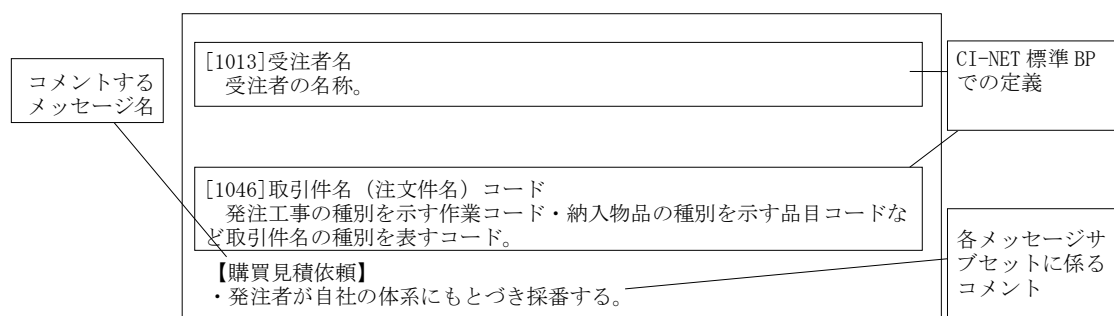 [1013]受注者名
受注者の名称。
CI-NET 標準 BP
での定義
コメントする
メッセージ名
[1046]取引件名（注文件名）コード
発注工事の種別を示す作業コード・納入物品の種別を示す品目コードな
ど取引件名の種別を表すコード。
【購買見積依頼】
・発注者が自社の体系にもとづき採番する。
各メッセージサ
ブセットに係る
コメント